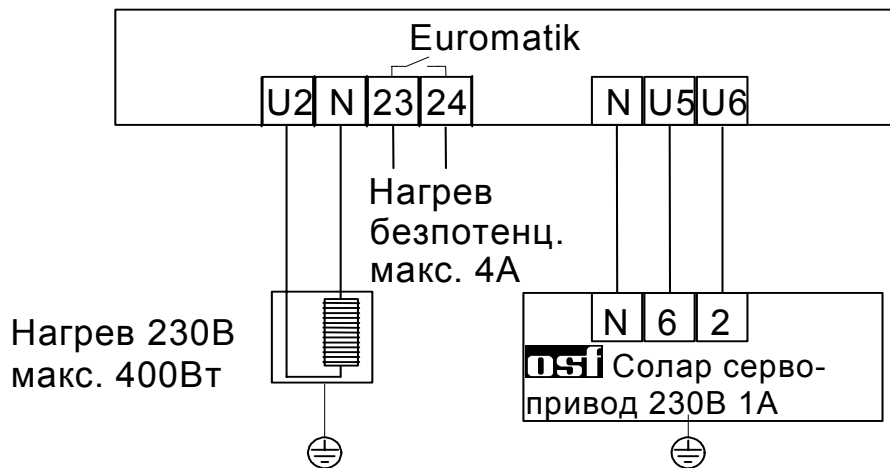 Euromatik
U2 N 23 24 N U5 U6
Нагрев
безпотенц.
макс. 4А
Нагрев 230В
макс. 400Вт
N 6 2
osf Солар серво-
привод 230В 1А